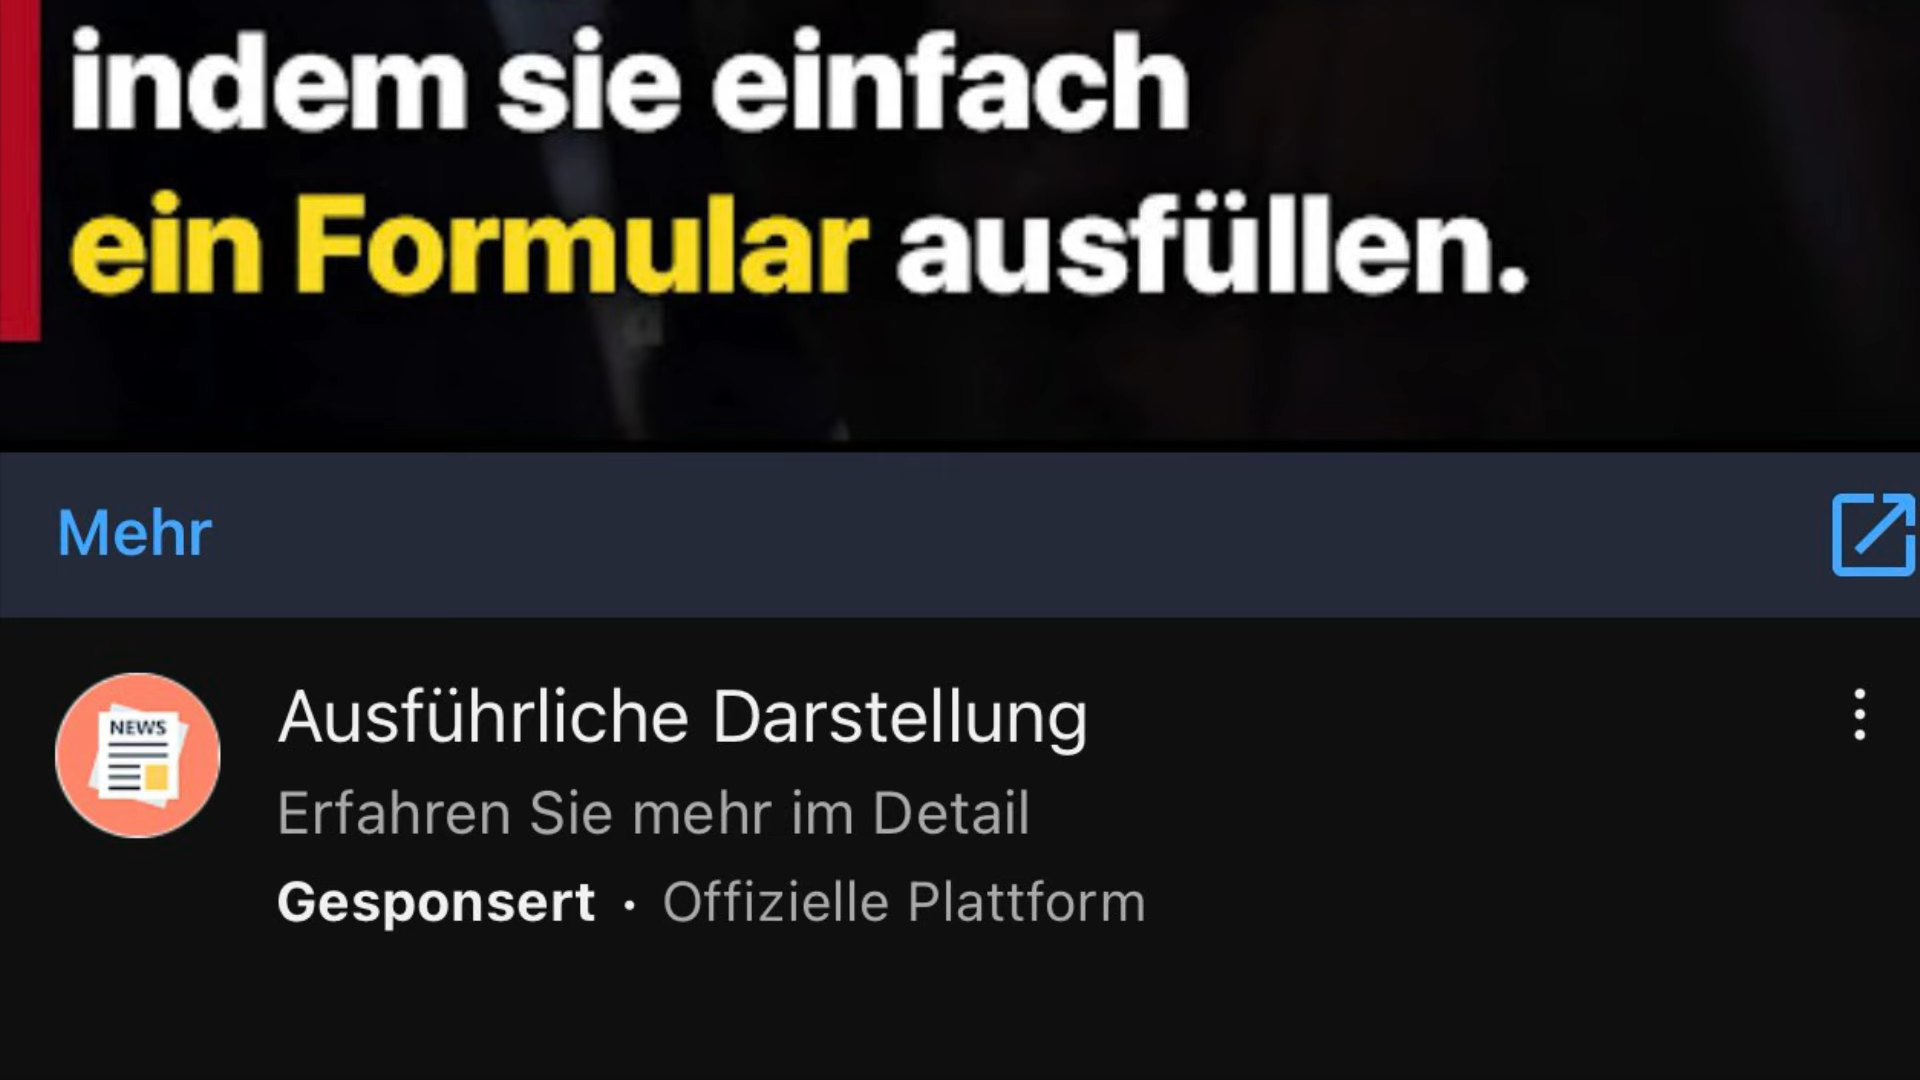 indem sie einfach
ein Formular ausfüllen.
Mehr
NEWS
Ausführliche Darstellung
Erfahren Sie mehr im Detail
Gesponsert · Offizielle Plattform